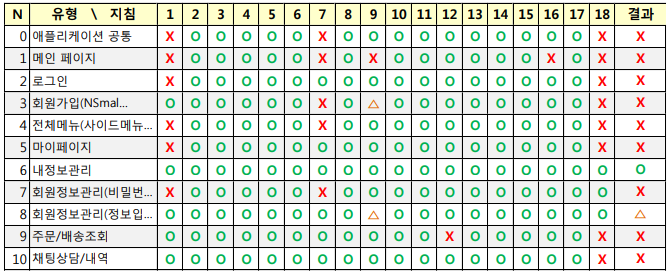 N 유형 \ 지침 1 2 3 4 5 6 7 8 9 10 11 12 13 14 15 16 17 18 결과
0 애플리케이션 공통 X O O O O O X O O O O O O O O O O X X
1 메인 페이지 X O O O O O X O X O O O O O O X O X X
2 로그인 X O O O O O O O O O O O O O O O O X X
3 회원가입(NSmal... O O O O O O X O △ O O O O O O O O X X
4 전체메뉴(사이드메뉴... X O O O O O X O O O O O O O O O O X X
5 마이페이지 X O O O O O O O O O O O O O O O O X X
6 내정보관리 O O O O O O O O O O O O O O O O O O O
7 회원정보관리(비밀번... X O O O O O X O O O O O O O O O O O X
8 회원정보관리(정보입... O O O O O O O O △ O O O O O O O O O △
9 주문/배송조회 O O O O O O O O O O O X O O O O O X X
10 채팅상담/내역 O O O O O O O O O O O O O O O O O X X